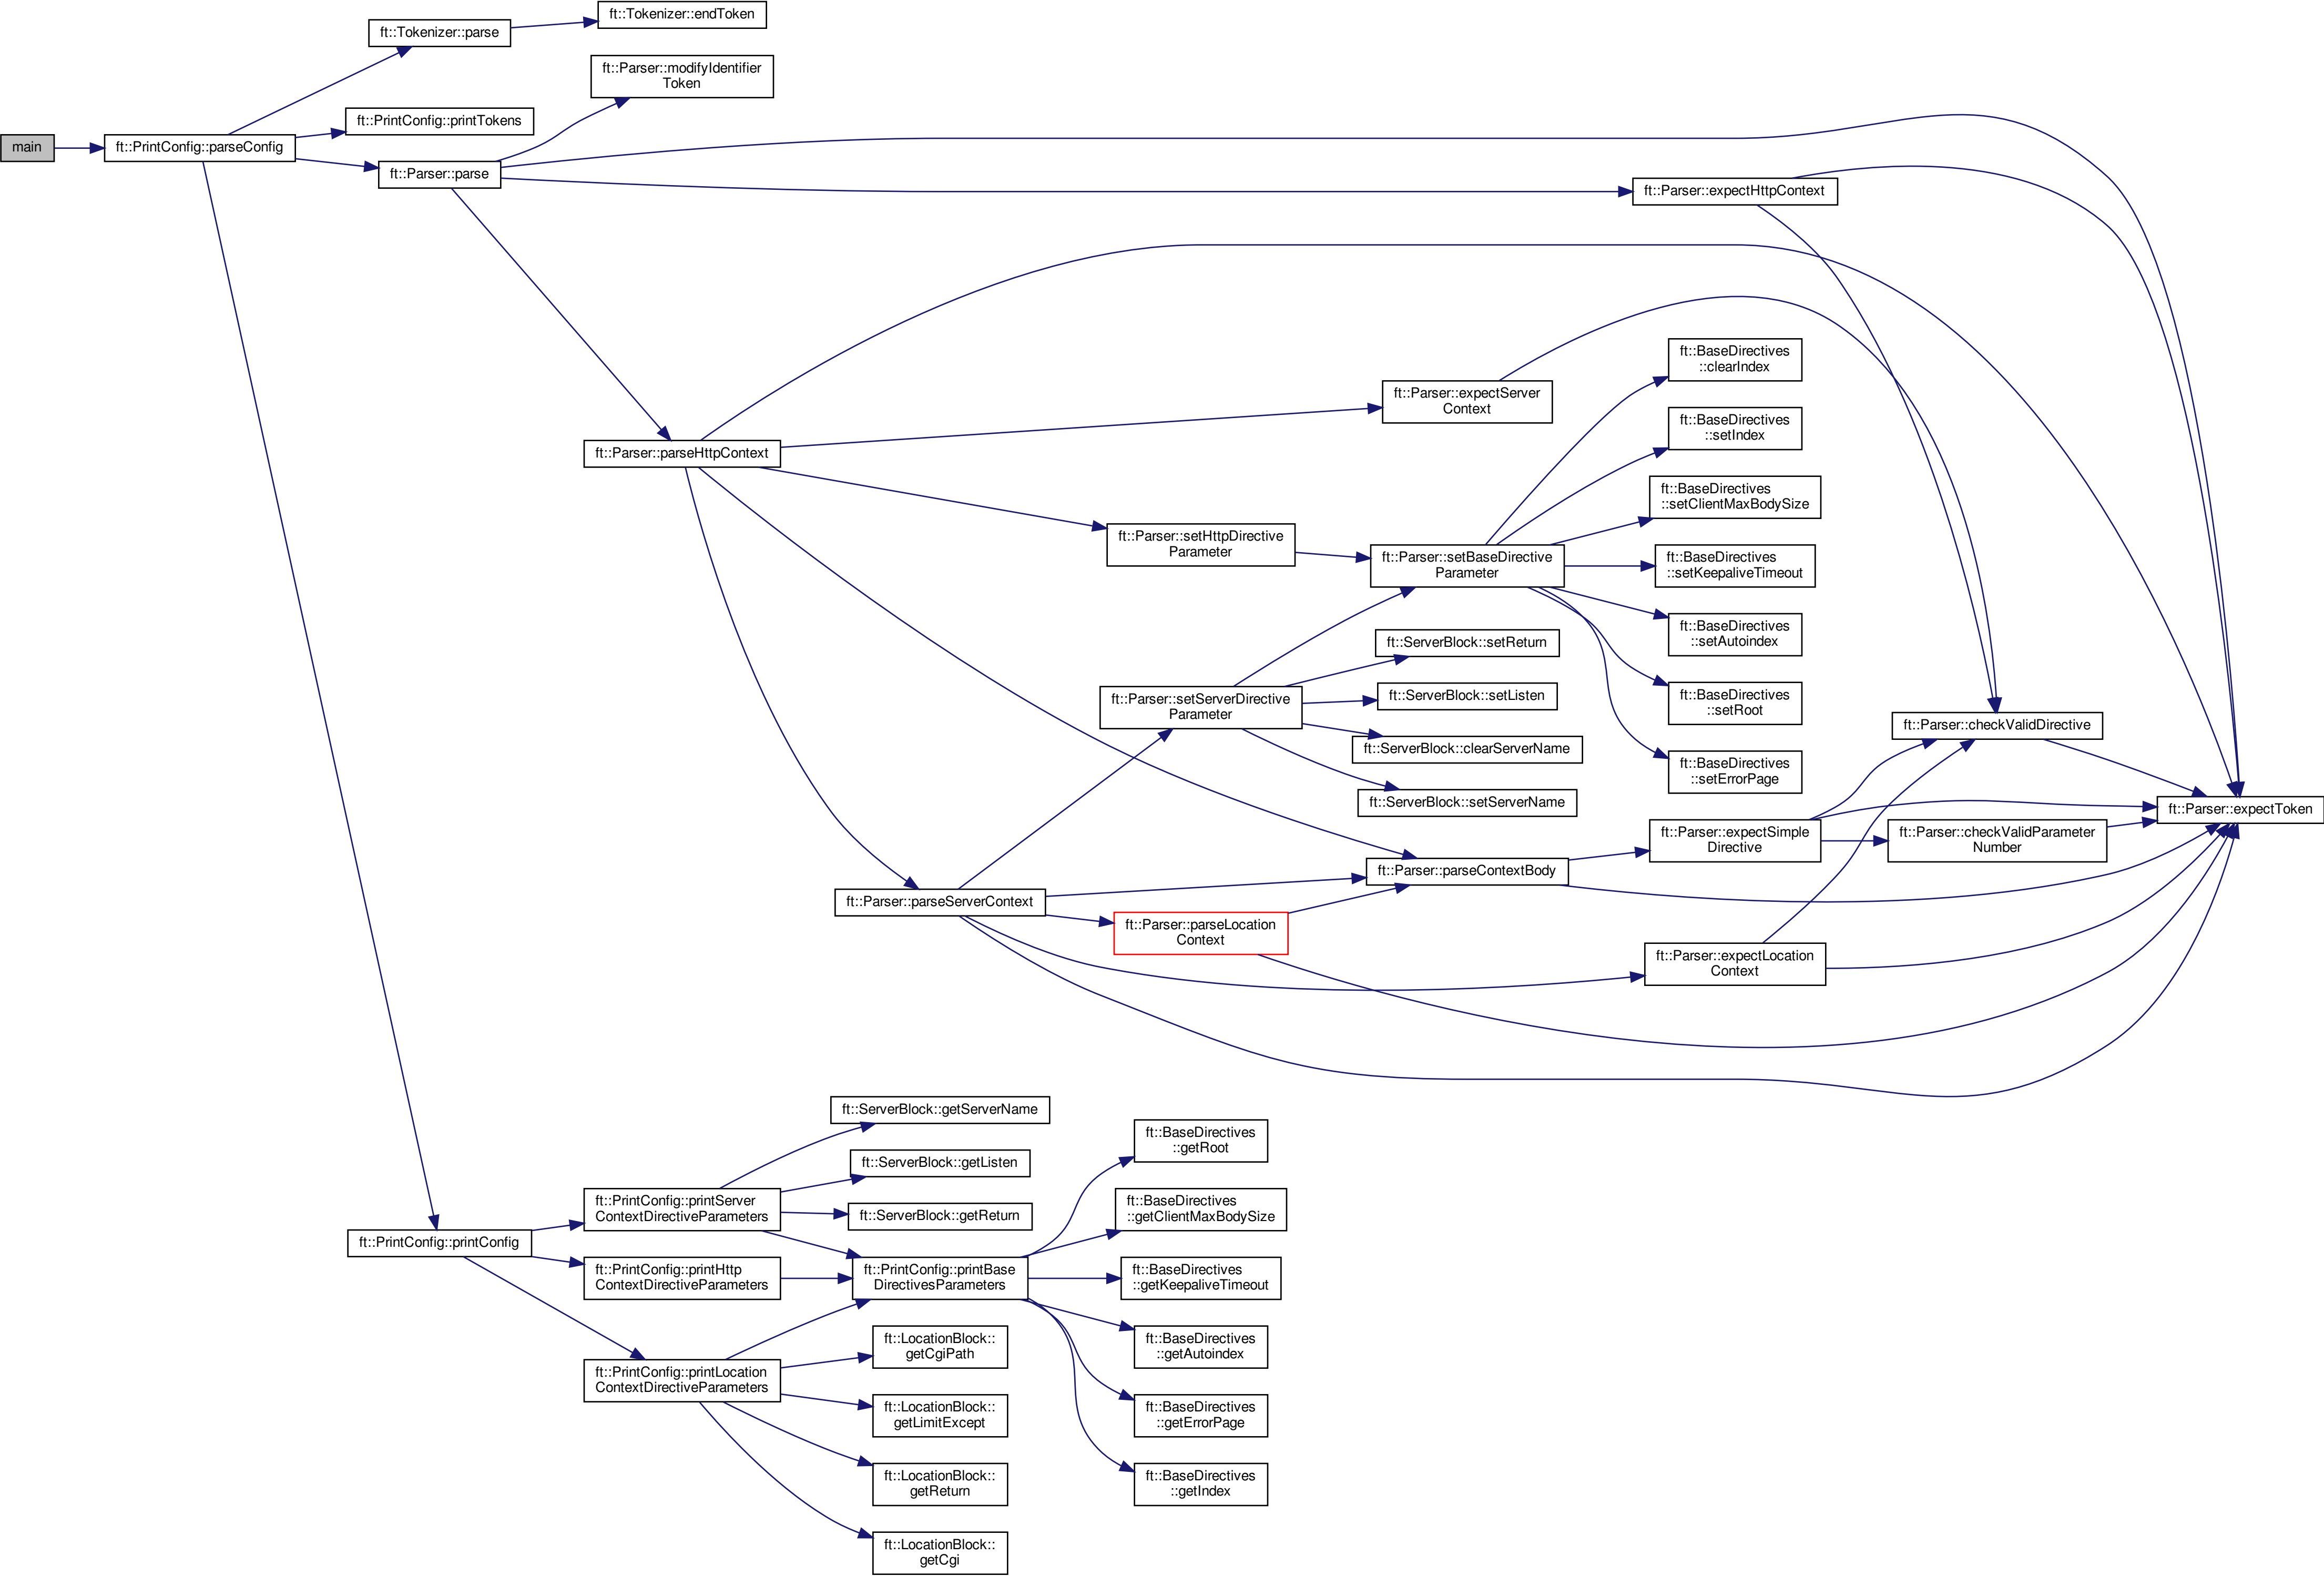 ft::Tokenizer::endToken
ft::Tokenizer::parse
ft::Parser::modifyIdentifier
Token
ft::PrintConfig::printTokens
main
ft::PrintConfig::parseConfig
ft::Parser::parse
ft::Parser::expectHttpContext
ft::BaseDirectives
::clearIndex
ft::Parser::expectServer
Context
ft::BaseDirectives
::setIndex
ft::Parser::parseHttpContext
ft::BaseDirectives
::setClientMaxBodySize
ft::Parser::setHttpDirective
Parameter
ft::Parser::setBaseDirective
Parameter
ft::BaseDirectives
::setKeepaliveTimeout
ft::BaseDirectives
::setAutoindex
ft::ServerBlock::setReturn
ft::Parser::setServerDirective
Parameter
ft::ServerBlock::setListen
ft::BaseDirectives
::setRoot
ft::Parser::checkValidDirective
ft::ServerBlock::clearServerName
ft::BaseDirectives
::setErrorPage
ft::ServerBlock::setServerName
ft::Parser::expectToken
ft::Parser::expectSimple
Directive
ft::Parser::checkValidParameter
Number
ft::Parser::parseContextBody
ft::Parser::parseServerContext
ft::Parser::parseLocation
Context
ft::Parser::expectLocation
Context
ft::ServerBlock::getServerName
ft::BaseDirectives
::getRoot
ft::ServerBlock::getListen
ft::PrintConfig::printServer
ContextDirectiveParameters
ft::BaseDirectives
::getClientMaxBodySize
ft::ServerBlock::getReturn
ft::PrintConfig::printConfig
ft::PrintConfig::printHttp
ContextDirectiveParameters
ft::PrintConfig::printBase
DirectivesParameters
ft::BaseDirectives
::getKeepaliveTimeout
ft::LocationBlock::
getCgiPath
ft::BaseDirectives
::getAutoindex
ft::PrintConfig::printLocation
ContextDirectiveParameters
ft::LocationBlock::
getLimitExcept
ft::BaseDirectives
::getErrorPage
ft::LocationBlock::
getReturn
ft::BaseDirectives
::getIndex
ft::LocationBlock::
getCgi